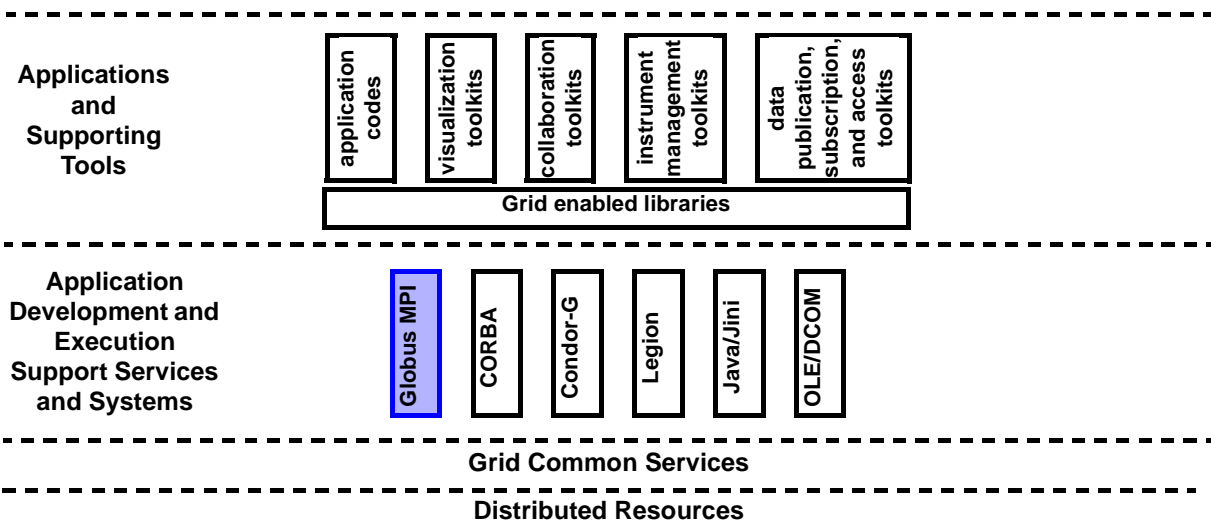 Applications
and
Supporting
Tools
application
codes
visualization
toolkits
collaboration
toolkits
instrument
management
toolkits
data
publication,
subscription,
and access
toolkits
Grid enabled libraries
Application
Development and
Execution
Support Services
and Systems
Globus MPI
CORBA
Condor-G
Legion
Java/Jini
OLE/DCOM
Grid Common Services
Distributed Resources